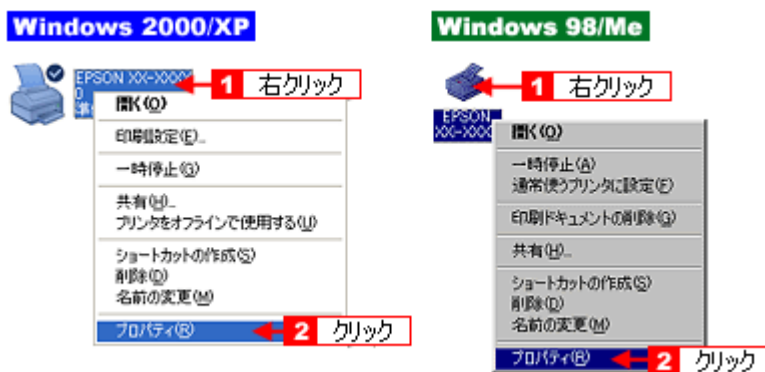 Windows 2000/XP
EPSON XX-XXXX
0
準
1 右クリック
開く(O)
印刷設定(E)...
一時停止(G)
共有(H)...
プリンタをオフラインで使用する(U)
ショートカットの作成(S)
削除(D)
名前の変更(M)
プロパティ(R)
2 クリック
Windows 98/Me
1 右クリック
EPSON
XX-XXX
開く(O)
一時停止(A)
通常使うプリンタに設定(F)
印刷ドキュメントの削除(G)
共有(H)...
ショートカットの作成(S)
削除(D)
名前の変更(M)
プロパティ(R)
2 クリック